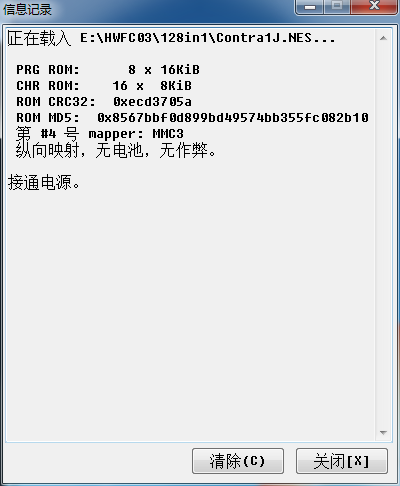 信息记录
正在载入 E:\HWFC03\128in1\Contra1J.NES...
PRG ROM: 8 x 16KiB
CHR ROM: 16 x 8KiB
ROM CRC32: 0xecd3705a
ROM MD5: 0x8567bbf0d899bd49574bb355fc082b10
第 #4 号 mapper: MMC3
纵向映射，无电池，无作弊。
接通电源。
清除(C) 关闭[X]